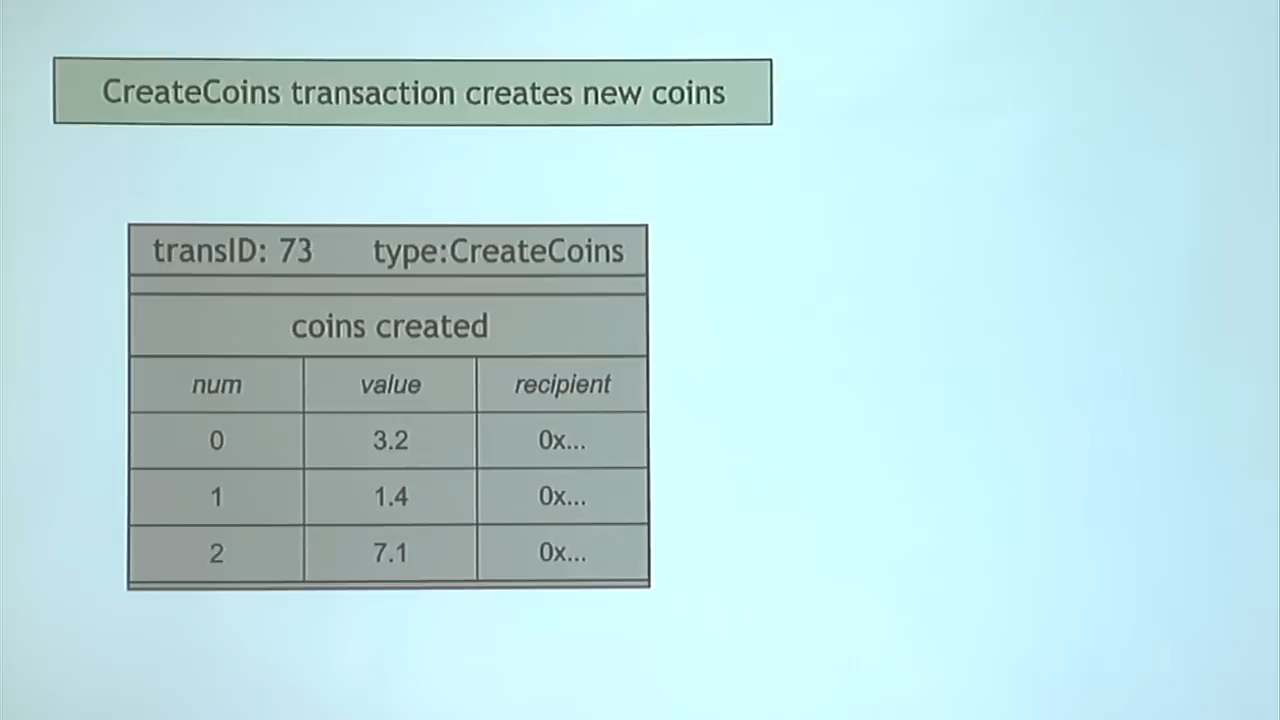 CreateCoins transaction creates new coins
transID: 73 type:CreateCoins
coins created
num value recipient
0 3.2 0x...
1 1.4 0x...
2 7.1 0x...